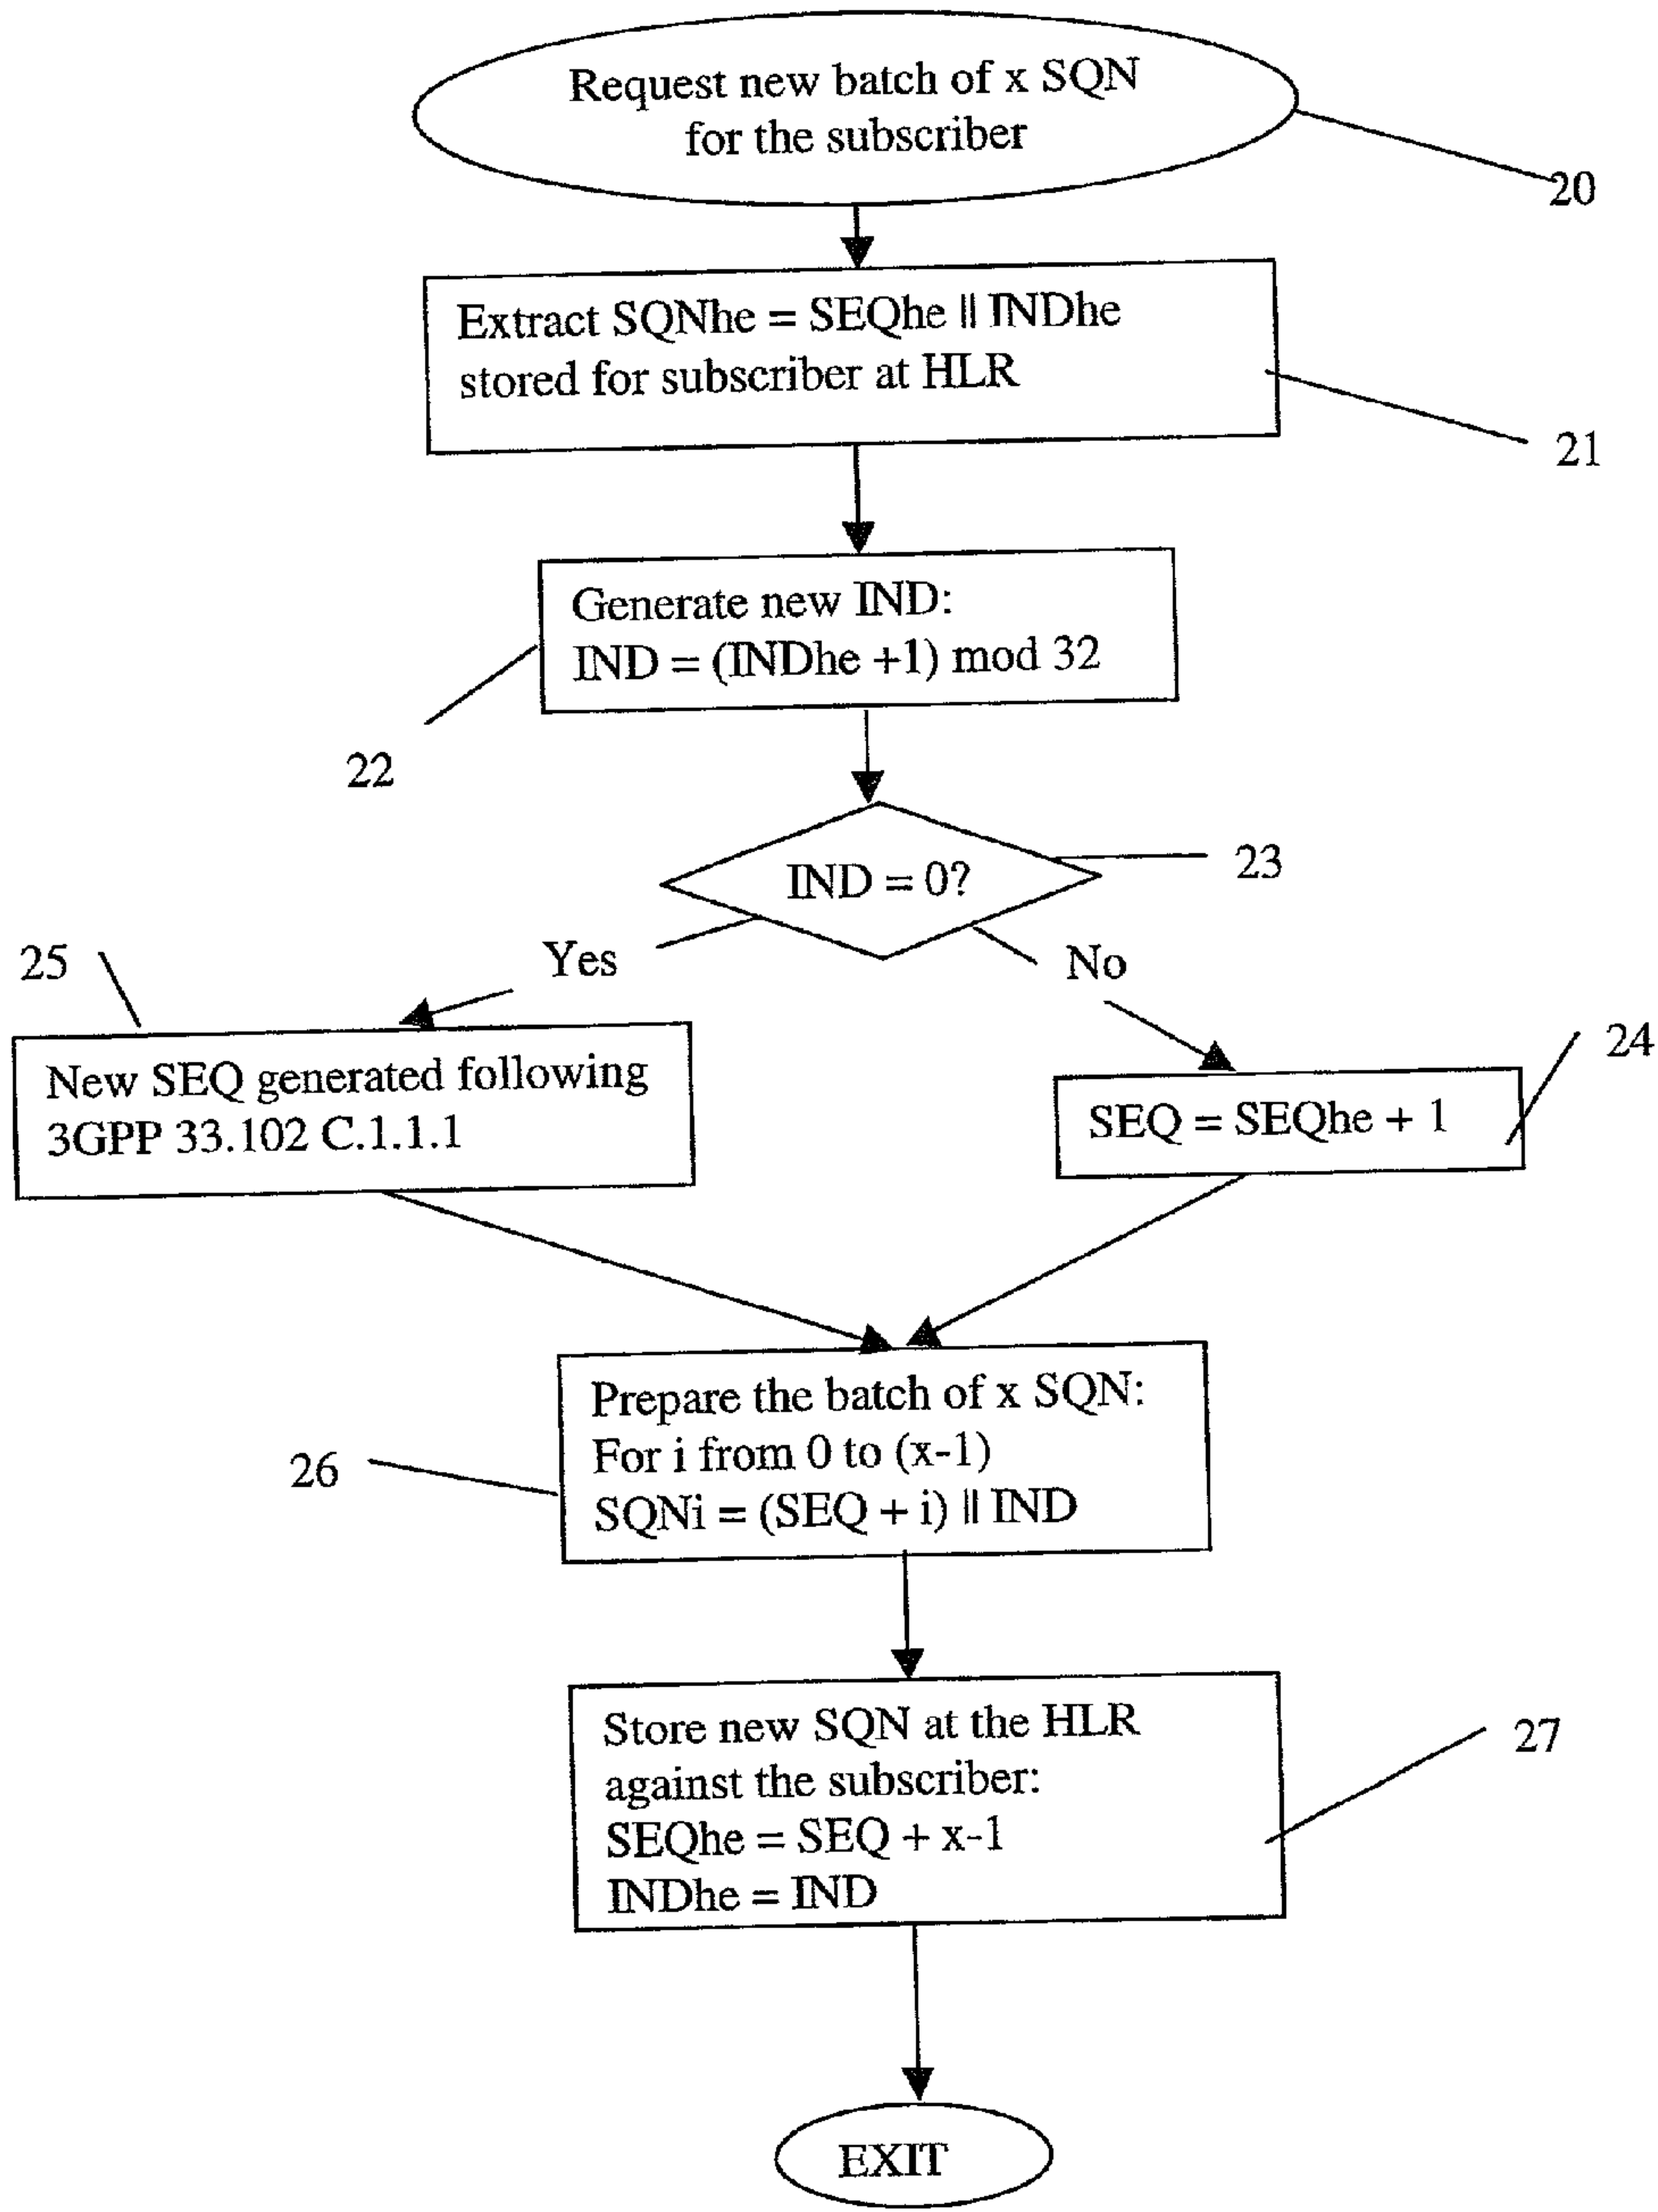 Request new batch of x SQN
for the subscriber
20
Extract SQNhe = SEQhe || INDhe
stored for subscriber at HLR
21
Generate new IND:
IND = (INDhe +1) mod 32
22
IND = 0?
23
Yes
No
25
New SEQ generated following
3GPP 33.102 C.1.1.1
24
SEQ = SEQhe + 1
Prepare the batch of x SQN:
For i from 0 to (x-1)
SQNi = (SEQ + i) || IND
26
Store new SQN at the HLR
against the subscriber:
SEQhe = SEQ + x-1
INDhe = IND
27
EXIT